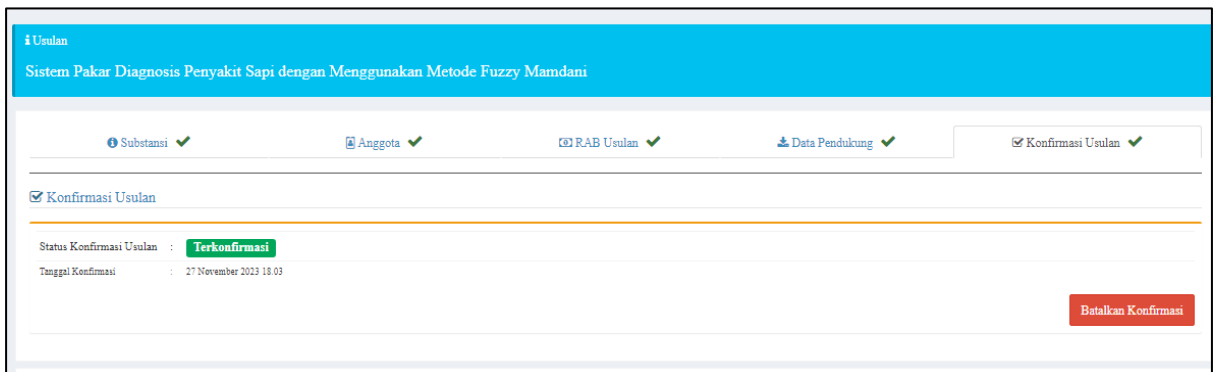 Usulan
Sistem Pakar Diagnosis Penyakit Sapi dengan Menggunakan Metode Fuzzy Mamdani
Substansi Anggota RAB Usulan Data Pendukung Konfirmasi Usulan
Konfirmasi Usulan
Status Konfirmasi Usulan : Terkonfirmasi
Tanggal Konfirmasi : 27 November 2023 18.03
Batalkan Konfirmasi